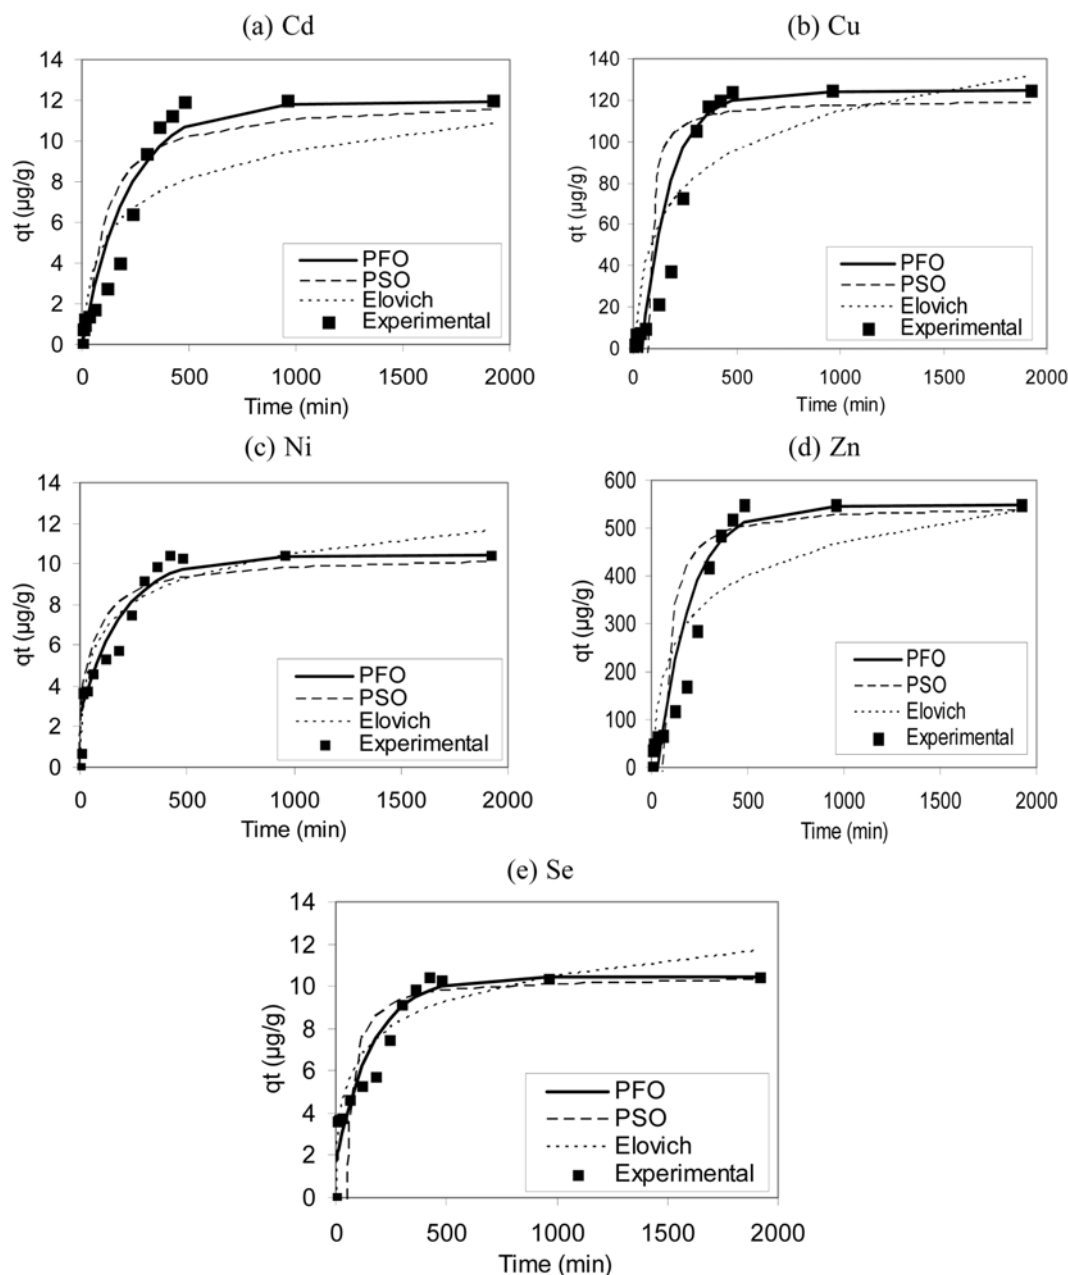 (a) Cd
qt (µg/g)
14
12
10
8
6
4
2
0
PFO
PSO
Elovich
Experimental
0 500 1000 1500 2000
Time (min)
(b) Cu
qt (µg/g)
140
120
100
80
60
40
20
0
PFO
PSO
Elovich
Experimental
0 500 1000 1500 2000
Time (min)
(c) Ni
qt (µg/g)
14
12
10
8
6
4
2
0
PFO
PSO
Elovich
Experimental
0 500 1000 1500 2000
Time (min)
(d) Zn
qt (µg/g)
600
500
400
300
200
100
0
PFO
PSO
Elovich
Experimental
0 500 1000 1500 2000
Time (min)
(e) Se
qt (µg/g)
14
12
10
8
6
4
2
0
PFO
PSO
Elovich
Experimental
0 500 1000 1500 2000
Time (min)